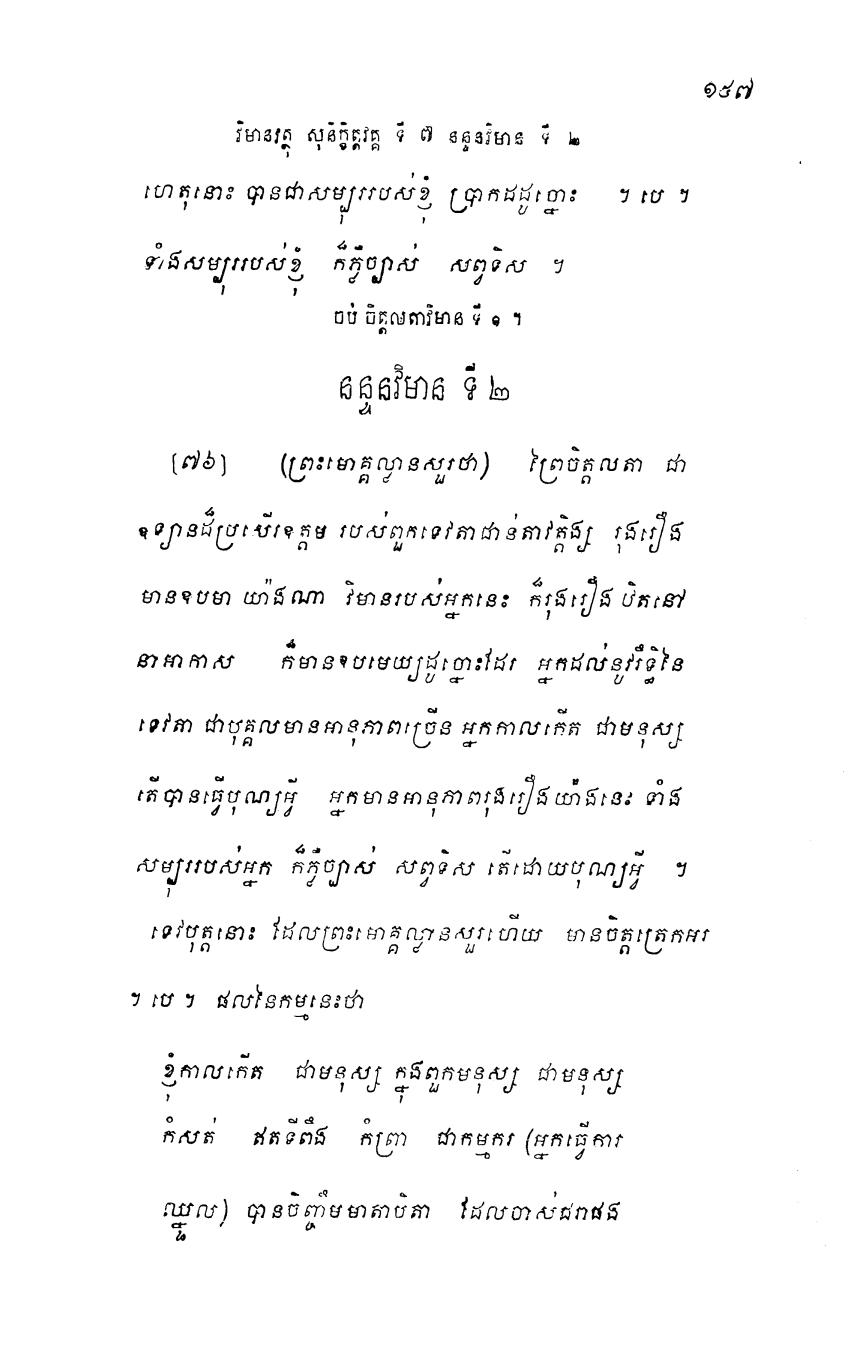 ១៥៧
វិមានវត្ថុ សុនិក្ខិត្តវគ្គ ទី ៧ នន្ទនវិមាន ទី ២
ហេតុនោះ បានជាសម្បុររបស់ខ្ញុំ ប្រាកដដូច្នោះ ។ បេ ។
ទាំងសម្បុររបស់ខ្ញុំ ក៏ភ្លឺច្បាស់ សព្វទិស ។
ចប់ ចិត្តលតាវិមាន ទី ១ ។
នន្ទនវិមាន ទី ២
[៧៦] (ព្រះមោគ្គល្លានសួរថា) ព្រៃចិត្តលតា ជា
ឧទ្យានដ៏ប្រសើរឧត្តម របស់ពួកទេវតាជាន់តាវត្តិង្ស រុងរឿង
មានឧបមា យ៉ាងណា វិមានរបស់អ្នកនេះ ក៏រុងរឿង ឋិតនៅ
នាអាកាស ក៏មានឧបមេយ្យដូច្នោះដែរ អ្នកដល់នូវឫទ្ធិនៃ
ទេវតា ជាបុគ្គលមានអានុភាពច្រើន អ្នកកាលកើត ជាមនុស្ស
តើបានធ្វើបុណ្យអ្វី អ្នកមានអានុភាពរុងរឿងយ៉ាងនេះ ទាំង
សម្បុររបស់អ្នក ក៏ភ្លឺច្បាស់ សព្វទិស តើដោយបុណ្យអ្វី ។
ទេវបុត្តនោះ ដែលព្រះមោគ្គល្លានសួរហើយ មានចិត្តត្រេកអរ
។ បេ ។ ផលនៃកម្មនេះថា
ខ្ញុំកាលកើត ជាមនុស្ស ក្នុងពួកមនុស្ស ជាមនុស្ស
កំសត់ ឥតទីពឹង កំព្រា ជាកម្មករ (អ្នកធ្វើការ
ឈ្នួល) បានចិញ្ចឹមមាតាបិតា ដែលចាស់ជរាផង